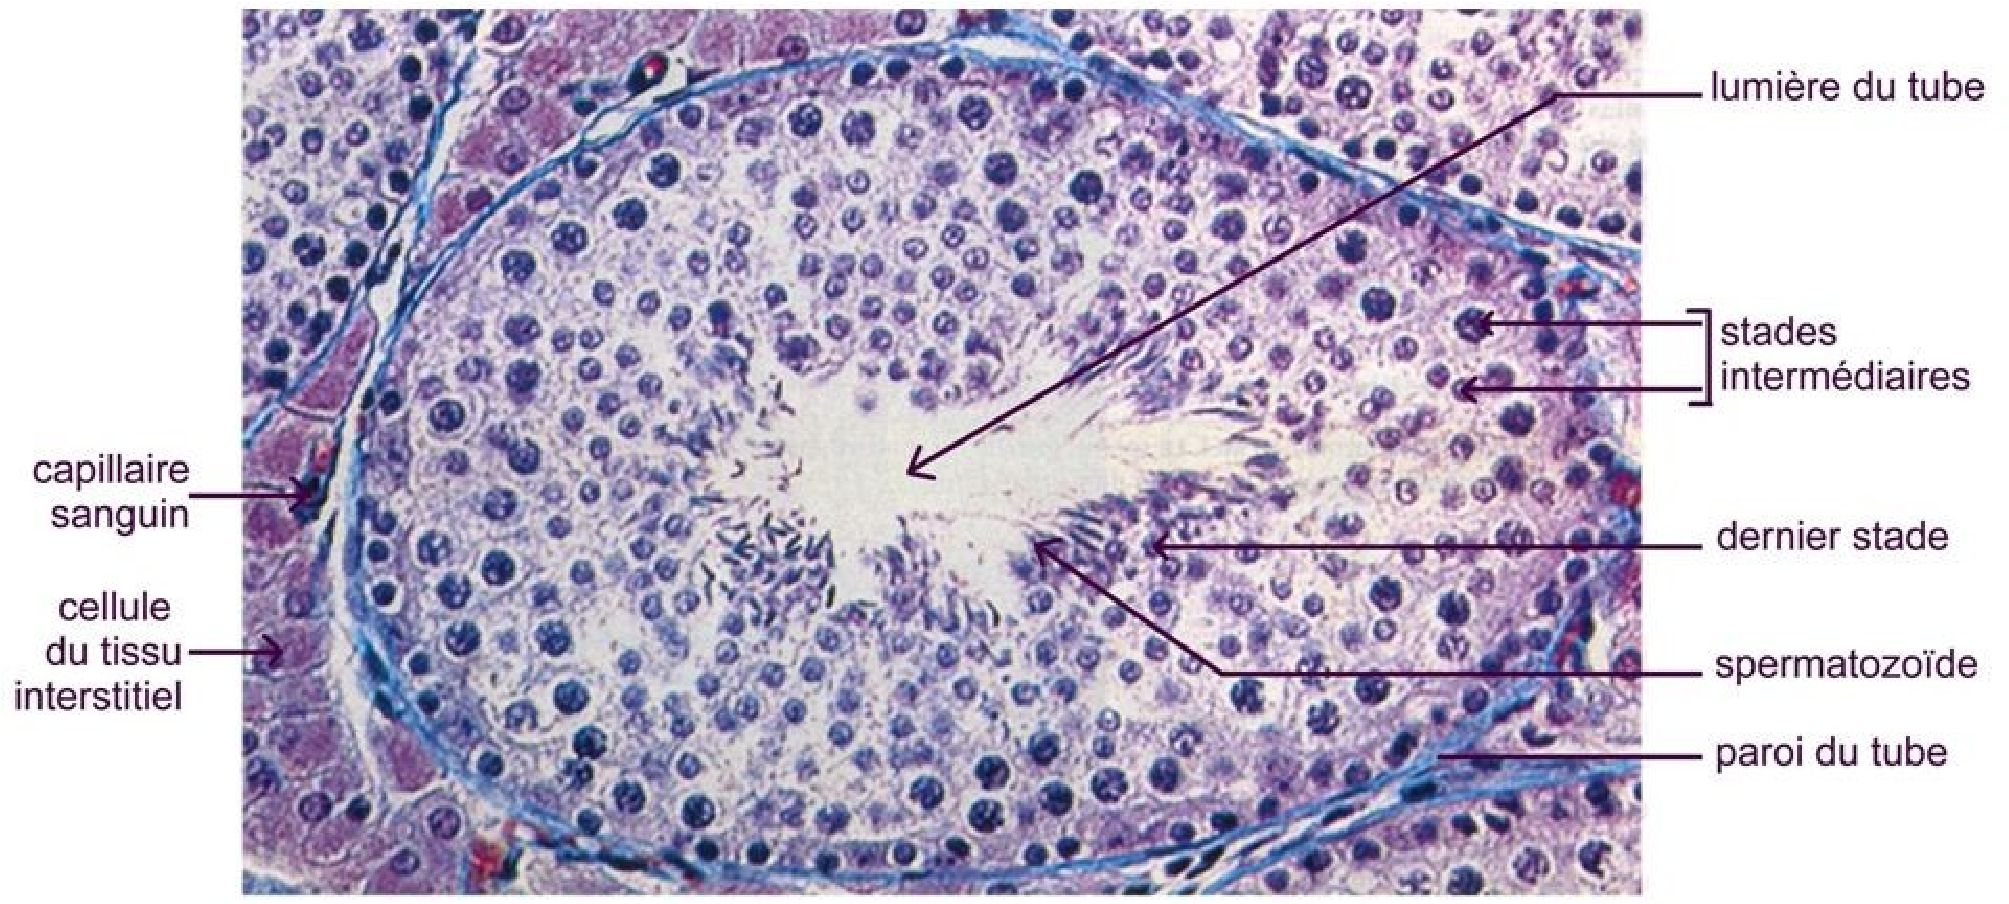 lumière du tube
stades
intermédiaires
capillaire
sanguin
dernier stade
cellule
du tissu
interstitiel
spermatozoïde
paroi du tube